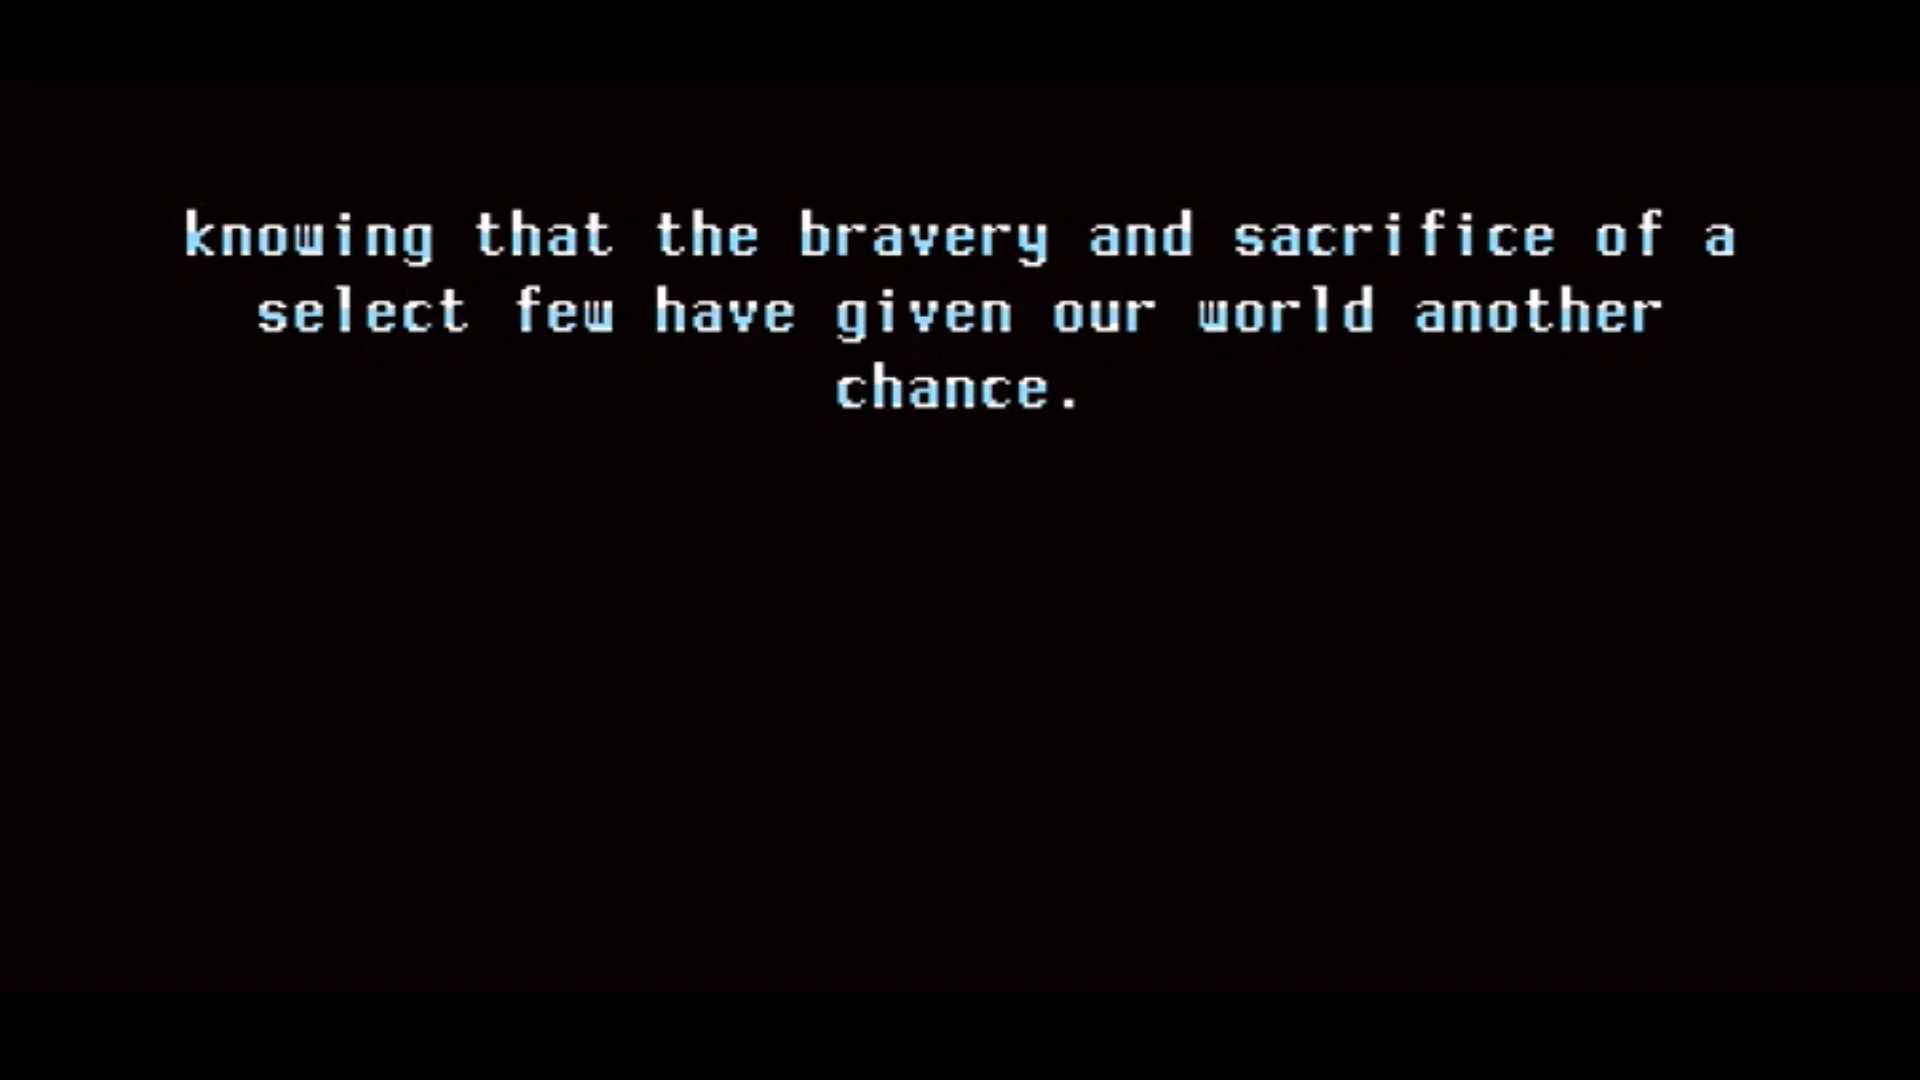 knowing that the bravery and sacrifice of a
select few have given our world another
chance.